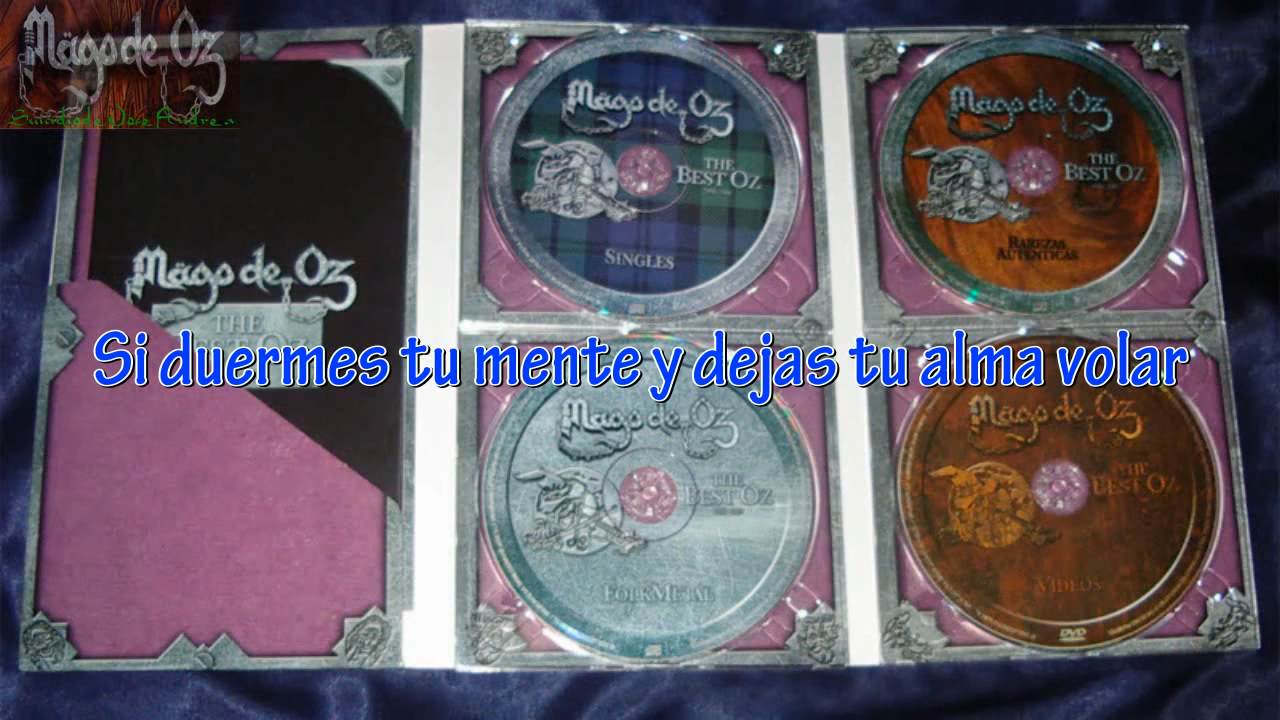 Mägo de Oz
Mägo de Oz
THE
Mägo de Oz
THE
BEST OZ
SINGLES
Mägo de Oz
THE
BEST OZ
RAREZAS
AUTÉNTICAS
Si duermes tu mente y dejas tu alma volar
Mägo de Oz
THE
BEST OZ
FOLKMETAL
Mägo de Oz
THE
BEST OZ
VIDEOS
DVD